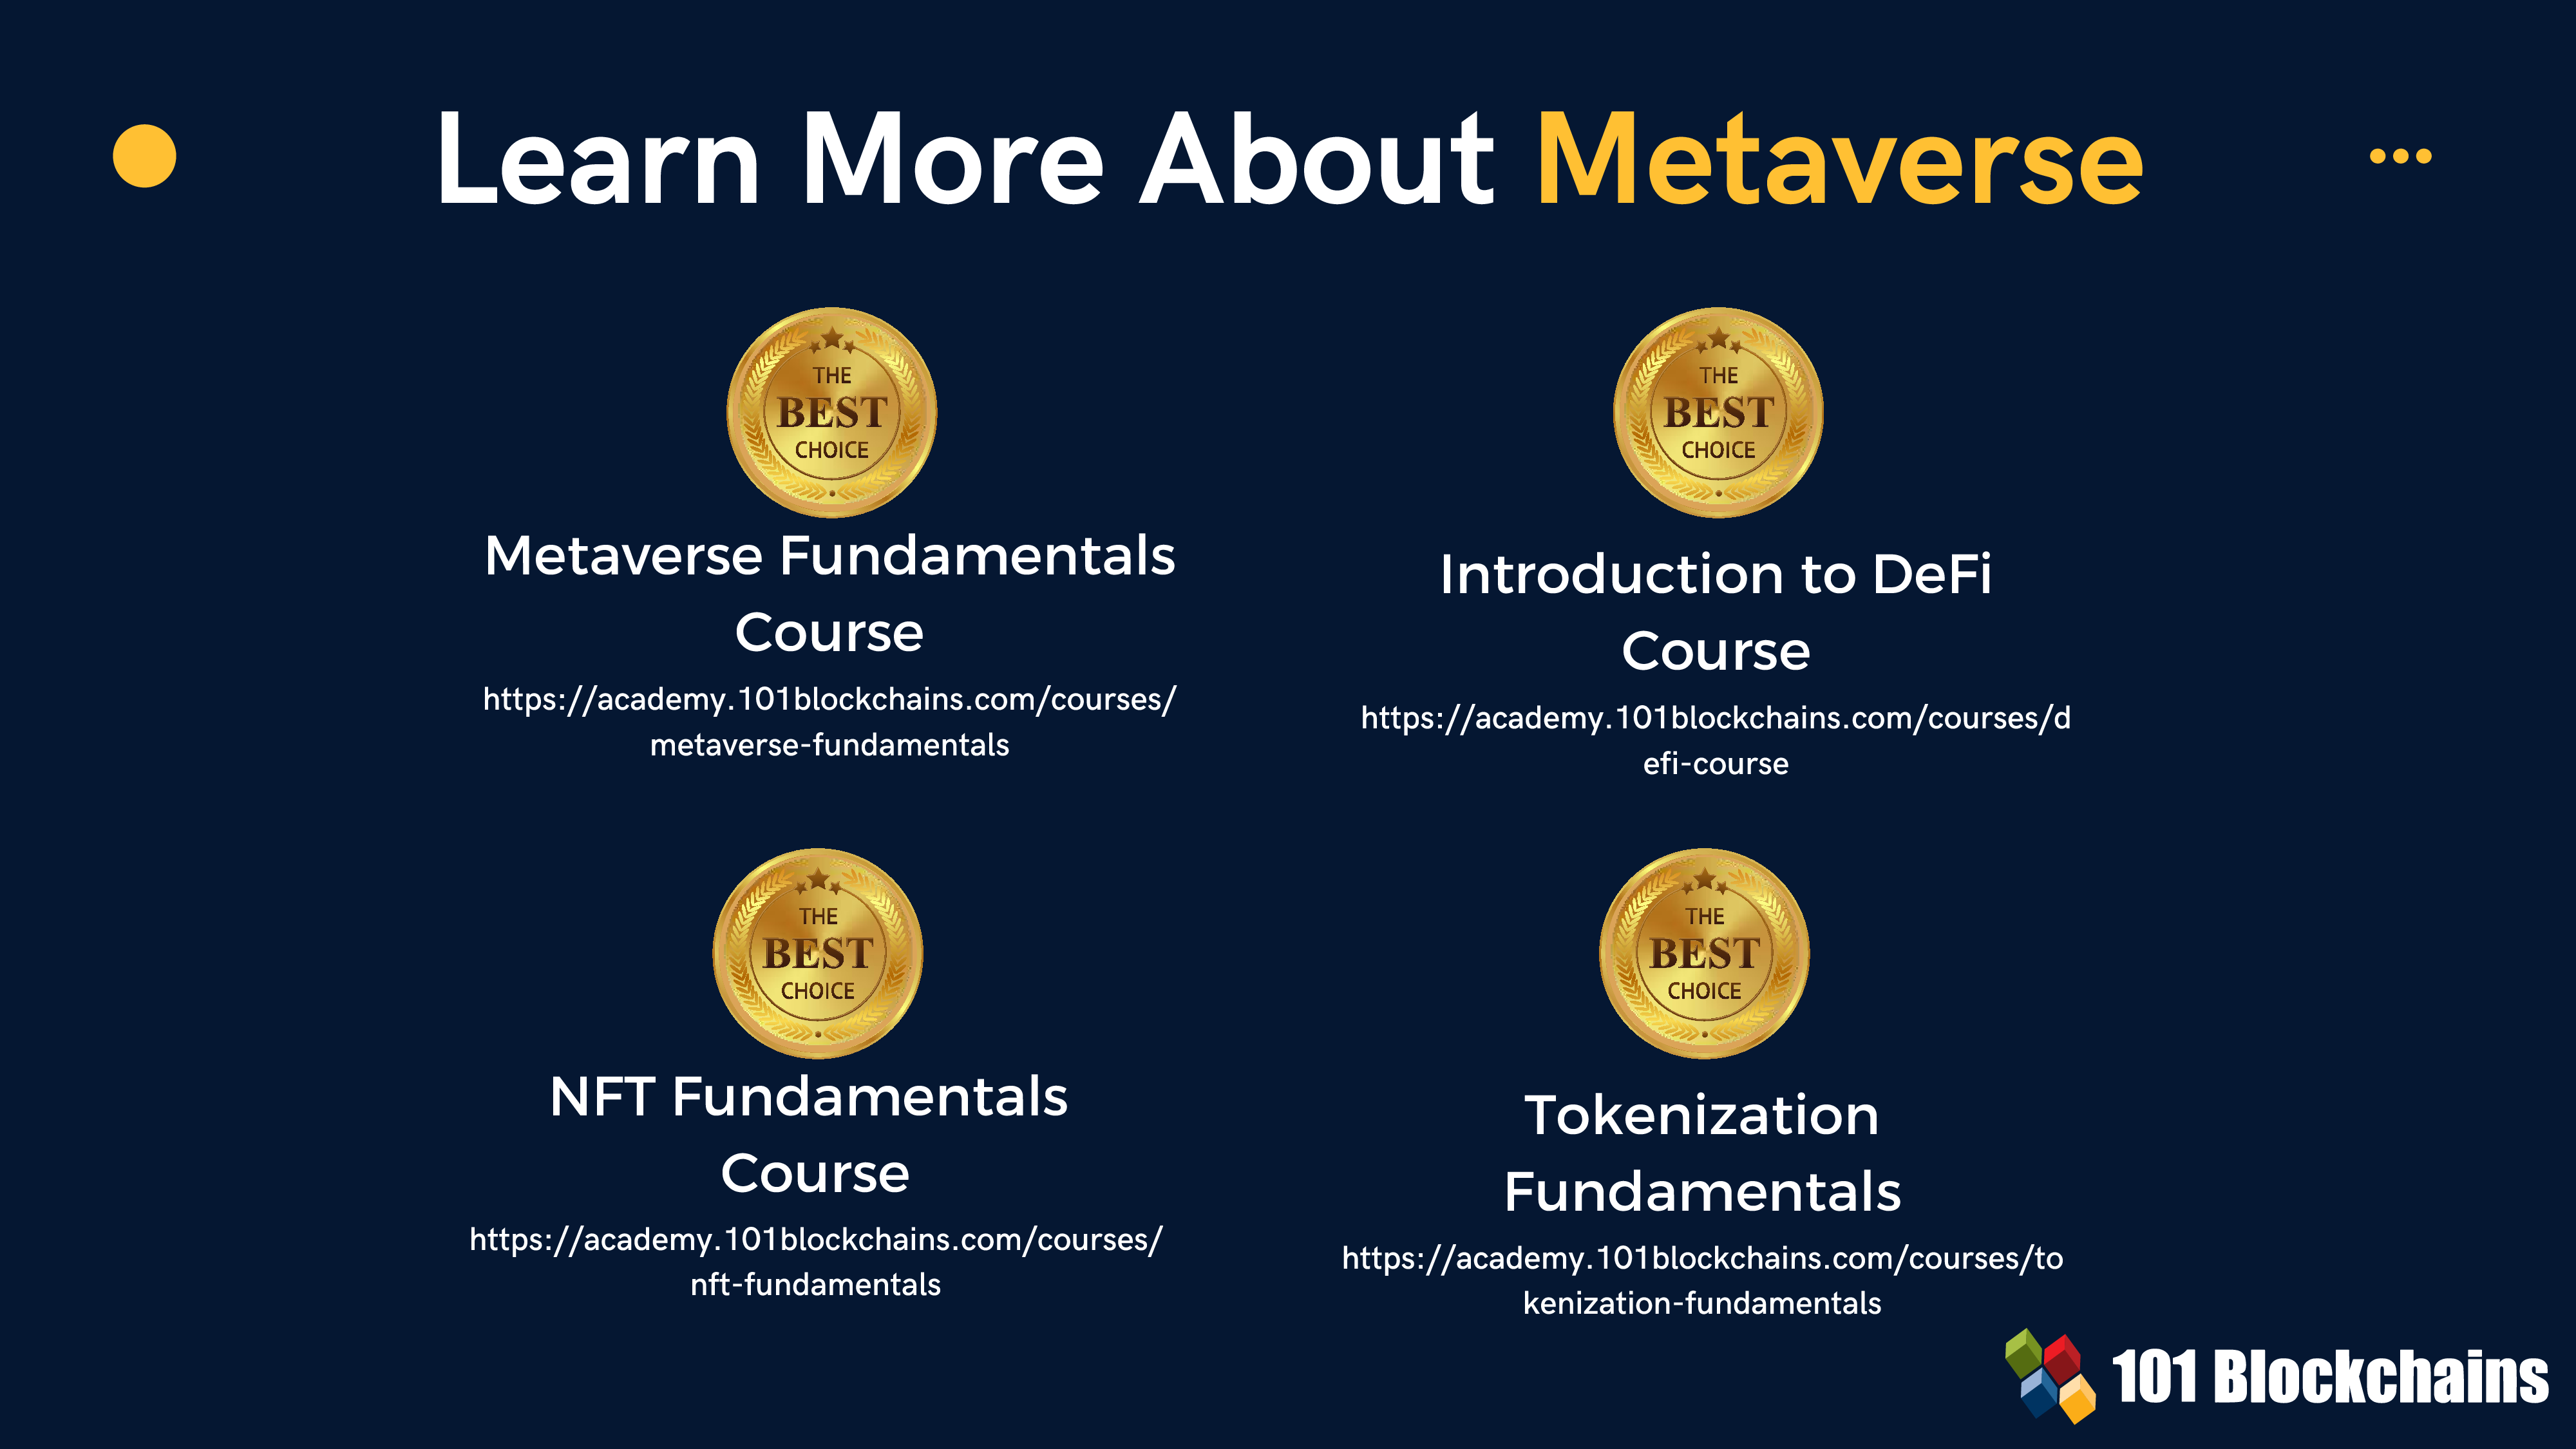 Learn More About Metaverse
THE
BEST
CHOICE
Metaverse Fundamentals
Course
https://academy.101blockchains.com/courses/
metaverse-fundamentals
THE
BEST
CHOICE
Introduction to DeFi
Course
https://academy.101blockchains.com/courses/d
efi-course
THE
BEST
CHOICE
NFT Fundamentals
Course
https://academy.101blockchains.com/courses/
nft-fundamentals
THE
BEST
CHOICE
Tokenization
Fundamentals
https://academy.101blockchains.com/courses/to
kenization-fundamentals
101 Blockchains